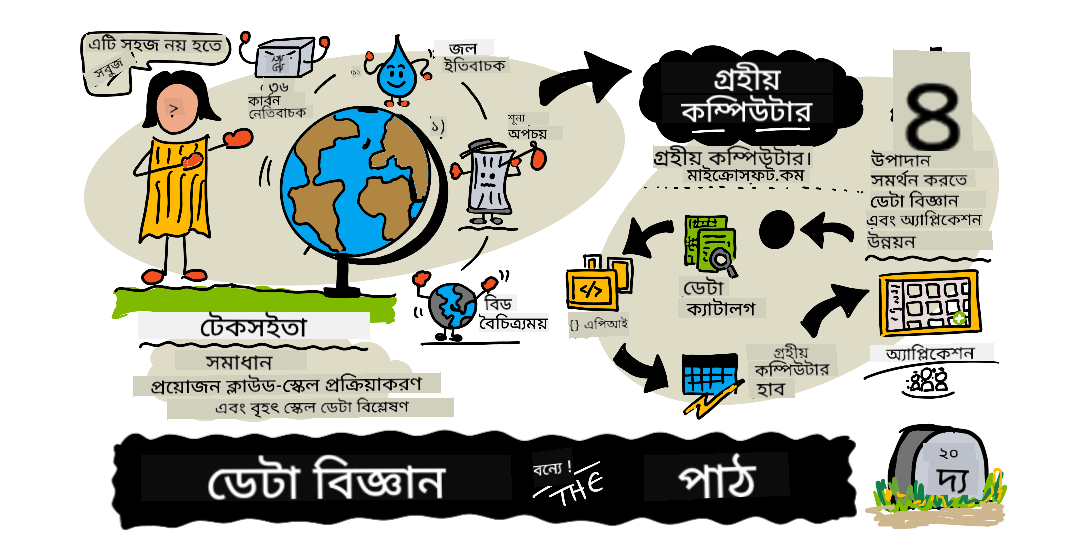 এটি সহজ নয় হতে
সবুজ
?
৩৬
কার্বন
নেতিবাচক
জল
ইতিবাচক
১)
শূন্য
অপচয়
বিড
বৈচিত্র্যময়
টেকসইতা
সমাধান
প্রয়োজন ক্লাউড-স্কেল প্রক্রিয়াকরণ
এবং বৃহৎ স্কেল ডেটা বিশ্লেষণ
গ্রহীয়
কম্পিউটার
গ্রহীয় কম্পিউটার।
মাইক্রোসফট.কম
8
উপাদান
সমর্থন করতে
ডেটা বিজ্ঞান
এবং অ্যাপ্লিকেশন
উন্নয়ন
ডেটা
ক্যাটালগ
</>
{} এপিআই
গ্রহীয়
কম্পিউটার
হাব
অ্যাপ্লিকেশন
ডেটা বিজ্ঞান
বন্যে !
THE
পাঠ
২০
দ্য